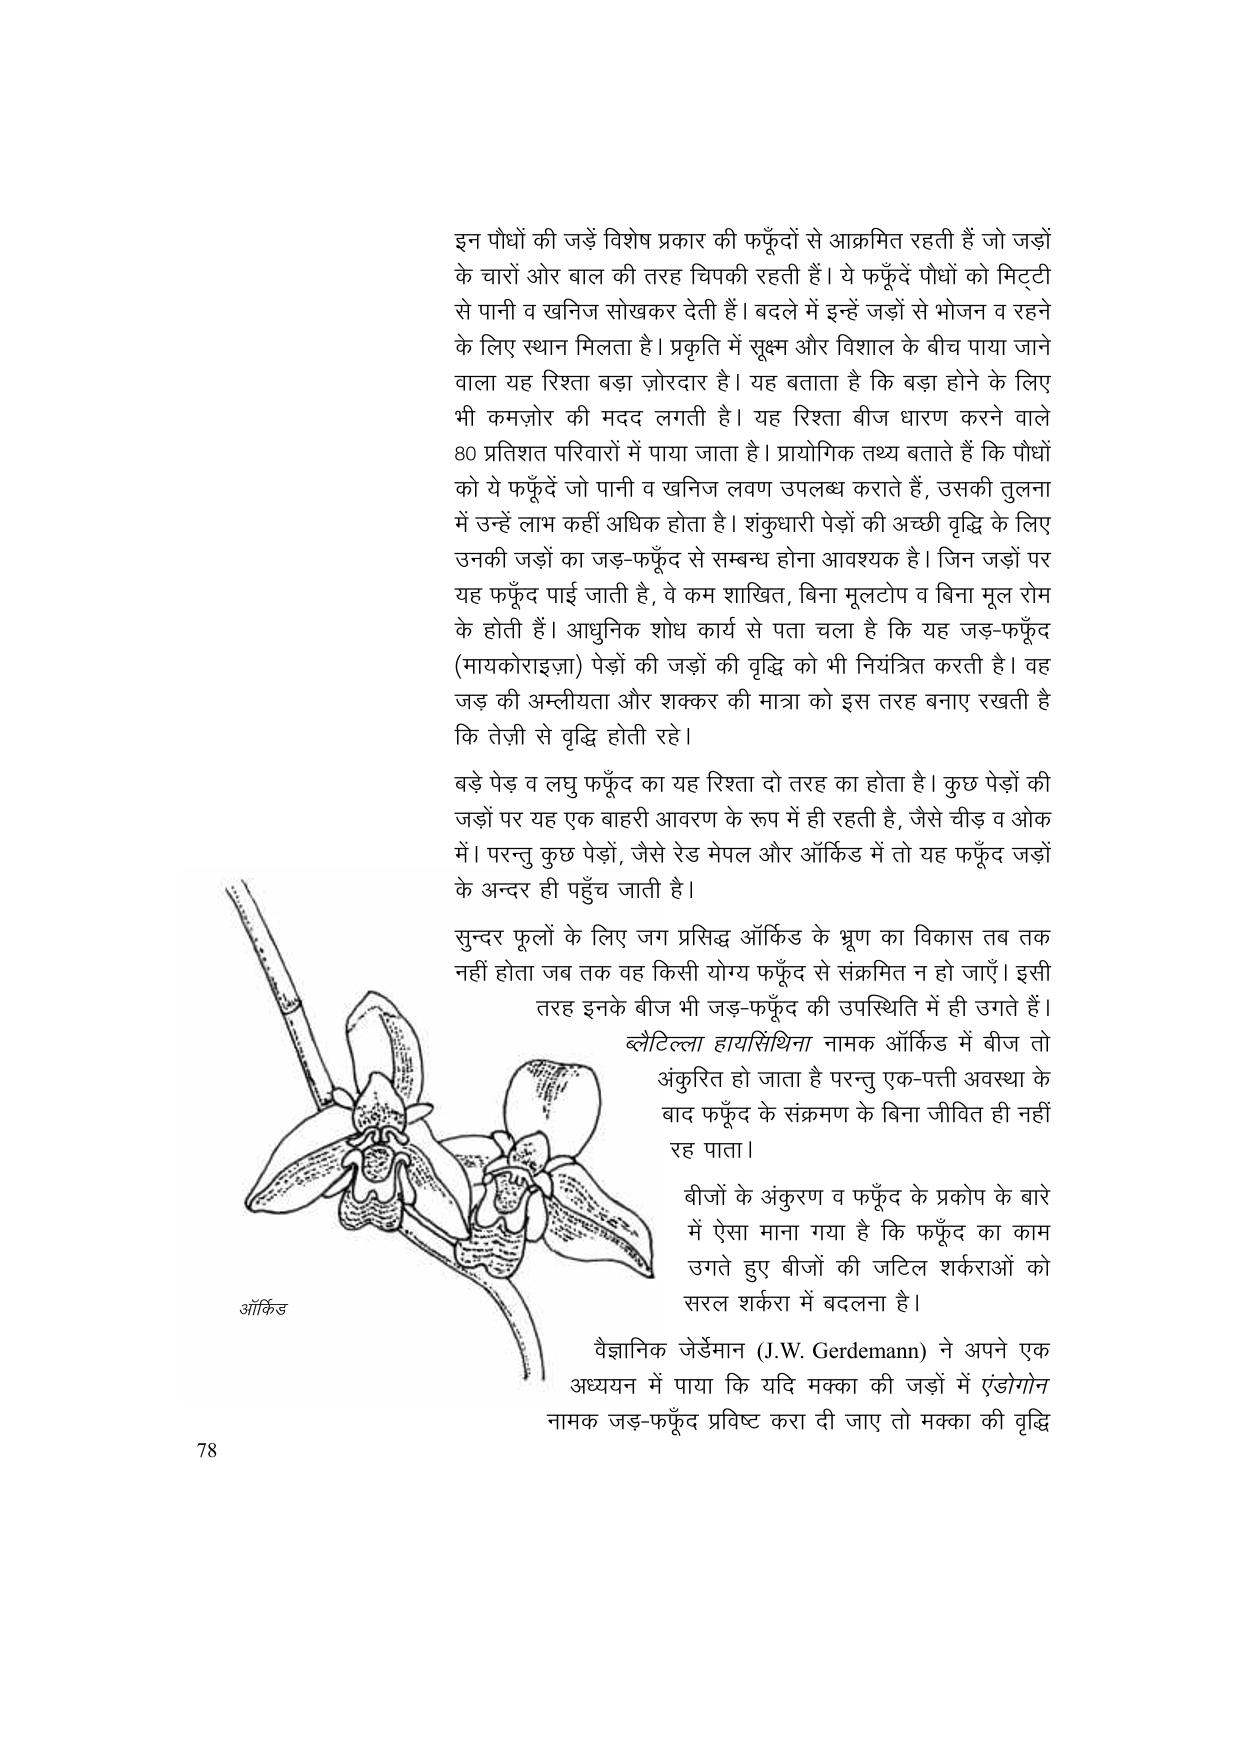 इन पौधों की जड़ें विशेष प्रकार की फफूँदों से आक्रमित रहती हैं जो जड़ों
के चारों ओर बाल की तरह चिपकी रहती हैं। ये फफूँदें पौधों को मिट्टी
से पानी व खनिज सोखकर देती हैं। बदले में इन्हें जड़ों से भोजन व रहने
के लिए स्थान मिलता है। प्रकृति में सूक्ष्म और विशाल के बीच पाया जाने
वाला यह रिश्ता बड़ा ज़ोरदार है। यह बताता है कि बड़ा होने के लिए
भी कमज़ोर की मदद लगती है। यह रिश्ता बीज धारण करने वाले
80 प्रतिशत परिवारों में पाया जाता है। प्रायोगिक तथ्य बताते हैं कि पौधों
को ये फफूँदें जो पानी व खनिज लवण उपलब्ध कराते हैं, उसकी तुलना
में उन्हें लाभ कहीं अधिक होता है। शंकुधारी पेड़ों की अच्छी वृद्धि के लिए
उनकी जड़ों का जड़-फफूँद से सम्बन्ध होना आवश्यक है। जिन जड़ों पर
यह फफूँद पाई जाती है, वे कम शाखित, बिना मूलटोप व बिना मूल रोम
के होती हैं। आधुनिक शोध कार्य से पता चला है कि यह जड़-फफूँद
(मायकोराइज़ा) पेड़ों की जड़ों की वृद्धि को भी नियंत्रित करती है। वह
जड़ की अम्लीयता और शक्कर की मात्रा को इस तरह बनाए रखती है
कि तेज़ी से वृद्धि होती रहे।
बड़े पेड़ व लघु फफूँद का यह रिश्ता दो तरह का होता है। कुछ पेड़ों की
जड़ों पर यह एक बाहरी आवरण के रूप में ही रहती है, जैसे चीड़ व ओक
में। परन्तु कुछ पेड़ों, जैसे रेड मेपल और ऑर्किड में तो यह फफूँद जड़ों
के अन्दर ही पहुँच जाती है।
सुन्दर फूलों के लिए जग प्रसिद्ध ऑर्किड के भ्रूण का विकास तब तक
नहीं होता जब तक वह किसी योग्य फफूँद से संक्रमित न हो जाएँ। इसी
तरह इनके बीज भी जड़-फफूँद की उपस्थिति में ही उगते हैं।
ब्लैटिल्ला हायसिंथिना नामक ऑर्किड में बीज तो
अंकुरित हो जाता है परन्तु एक-पत्ती अवस्था के
बाद फफूँद के संक्रमण के बिना जीवित ही नहीं
रह पाता।
बीजों के अंकुरण व फफूँद के प्रकोप के बारे
में ऐसा माना गया है कि फफूँद का काम
उगते हुए बीजों की जटिल शर्कराओं को
सरल शर्करा में बदलना है।
ऑर्किड
वैज्ञानिक जेर्डेमान (J.W. Gerdemann) ने अपने एक
अध्ययन में पाया कि यदि मक्का की जड़ों में एंडोगोन
नामक जड़-फफूँद प्रविष्ट करा दी जाए तो मक्का की वृद्धि
78